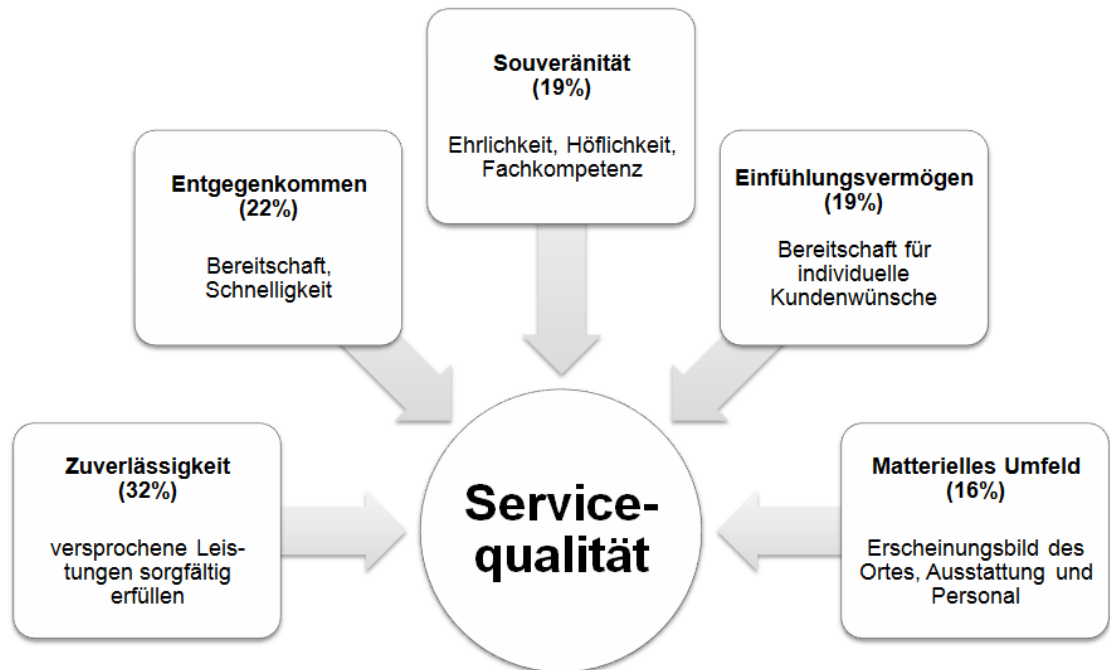 Souveränität
(19%)
Ehrlichkeit, Höflichkeit,
Fachkompetenz
Entgegenkommen
(22%)
Bereitschaft,
Schnelligkeit
Einfühlungsvermögen
(19%)
Bereitschaft für
individuelle
Kundenwünsche
Zuverlässigkeit
(32%)
versprochene Leis-
tungen sorgfältig
erfüllen
Service-
qualität
Matterielles Umfeld
(16%)
Erscheinungsbild des
Ortes, Ausstattung und
Personal